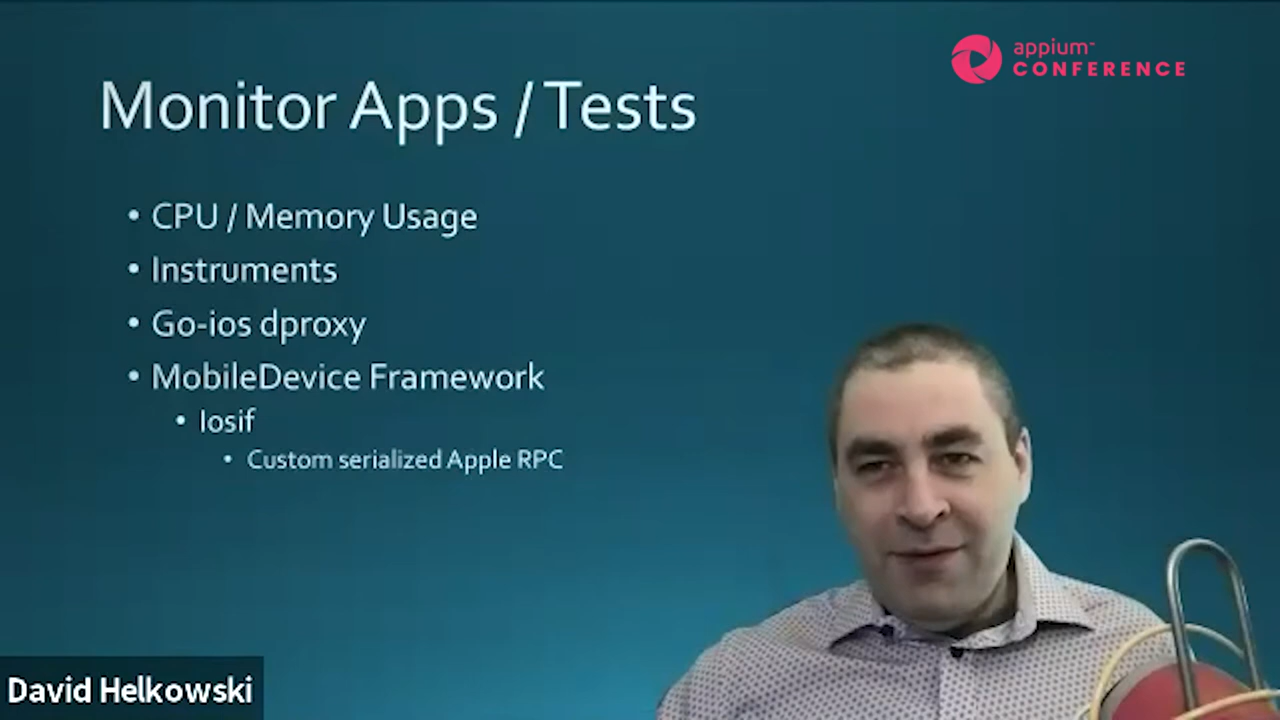 appium™
CONFERENCE
Monitor Apps / Tests
• CPU / Memory Usage
• Instruments
• Go-ios dproxy
• MobileDevice Framework
• Iosif
• Custom serialized Apple RPC
David Helkowski